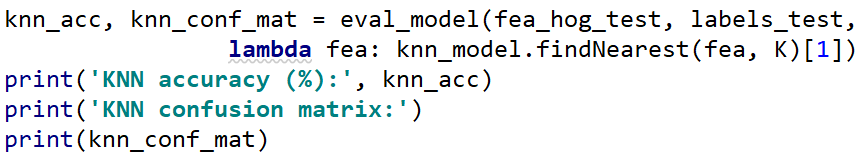 knn_acc, knn_conf_mat = eval_model(fea_hog_test, labels_test,
lambda fea: knn_model.findNearest(fea, K)[1])
print('KNN accuracy (%):', knn_acc)
print('KNN confusion matrix:')
print(knn_conf_mat)